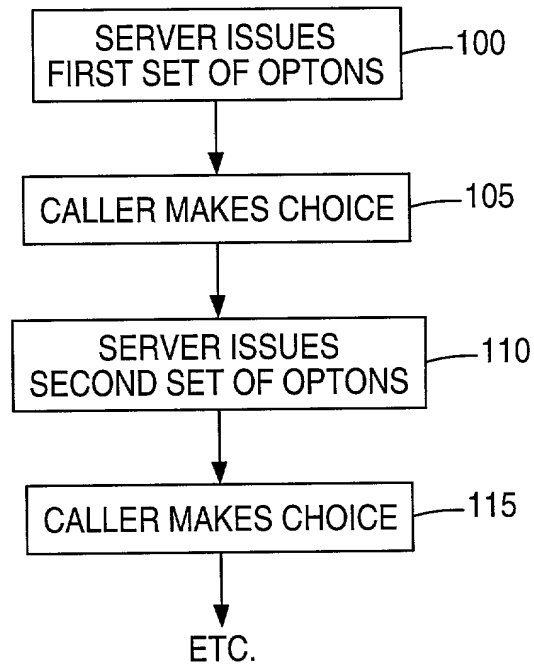 SERVER ISSUES
FIRST SET OF OPTONS
100
CALLER MAKES CHOICE
105
SERVER ISSUES
SECOND SET OF OPTONS
110
CALLER MAKES CHOICE
115
ETC.